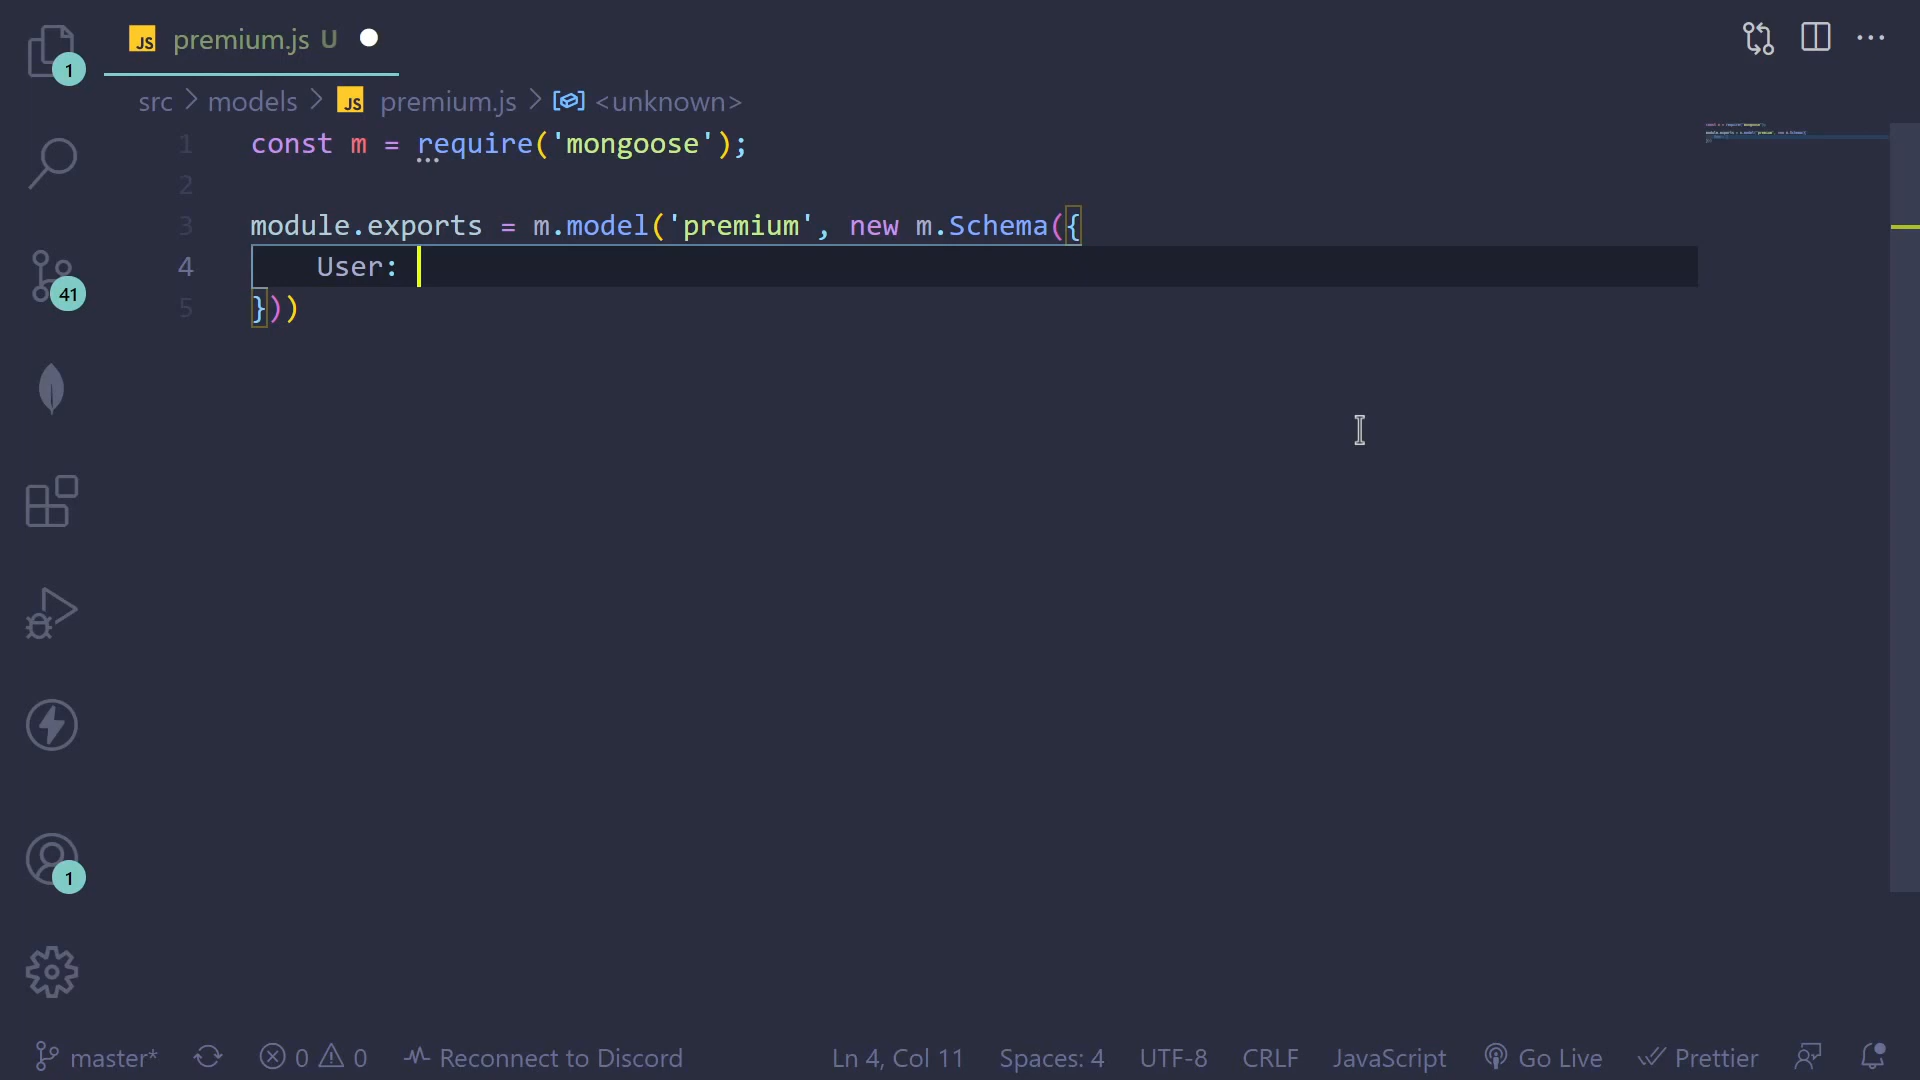 JS premium.js U
src > models > JS premium.js > <unknown>
1 const m = require('mongoose');
2
3 module.exports = m.model('premium', new m.Schema({
4 User:
5 }))
1
41
1
master* 0 0 Reconnect to Discord Ln 4, Col 11 Spaces: 4 UTF-8 CRLF JavaScript Go Live Prettier